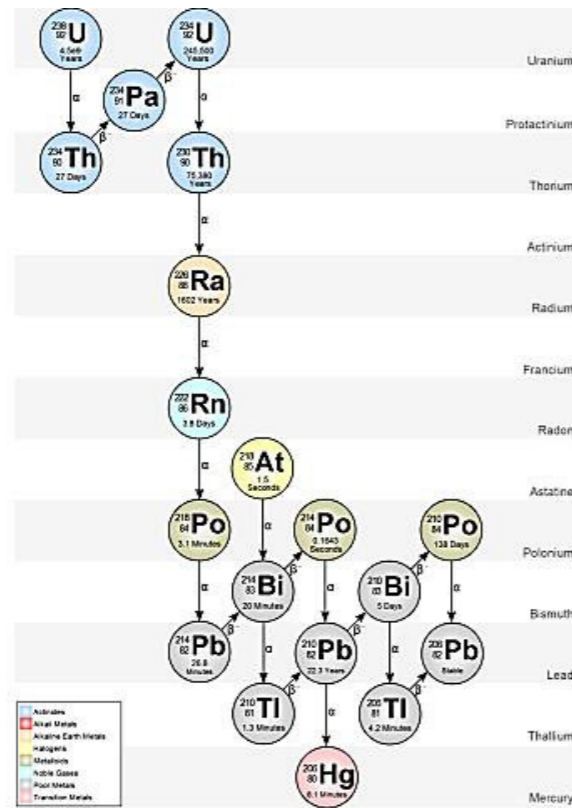 238
92 U
4.5e9
Years
234
92 U
245,500
Years
Uranium
α
β-
234
91 Pa
27 Days
β-
α
Protactinium
234
90 Th
27 Days
230
90 Th
75,380
Years
Thorium
α
Actinium
226
88 Ra
1602 Years
Radium
α
Francium
222
86 Rn
3.8 Days
Radon
α
218
85 At
1.5
Seconds
Astatine
218
84 Po
3.1 Minutes
α
214
84 Po
0.1643
Seconds
210
84 Po
138 Days
Polonium
α
β-
214
83 Bi
20 Minutes
α
β-
210
83 Bi
5 Days
α
Bismuth
214
82 Pb
26.8
Minutes
β-
α
210
82 Pb
22.3 Years
β-
α
206
82 Pb
Stable
Lead
210
81 Tl
1.3 Minutes
β-
α
206
81 Tl
4.2 Minutes
β-
Thallium
206
80 Hg
8.1 Minutes
Mercury
Actinides
Alkali Metals
Alkaline Earth Metals
Halogens
Metalloids
Noble Gases
Poor Metals
Transition Metals